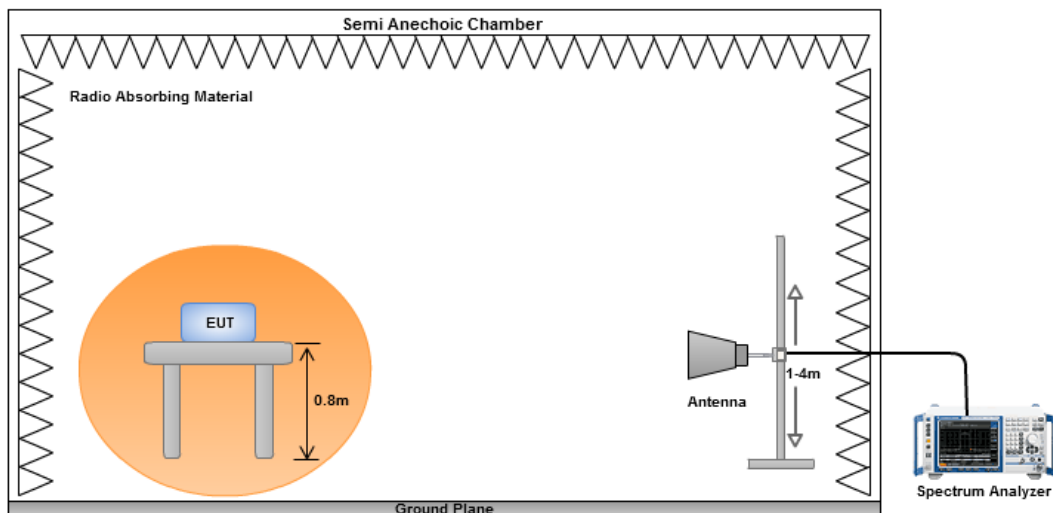 Semi Anechoic Chamber
Radio Absorbing Material
EUT
0.8m
1-4m
Antenna
Spectrum Analyzer
Ground Plane